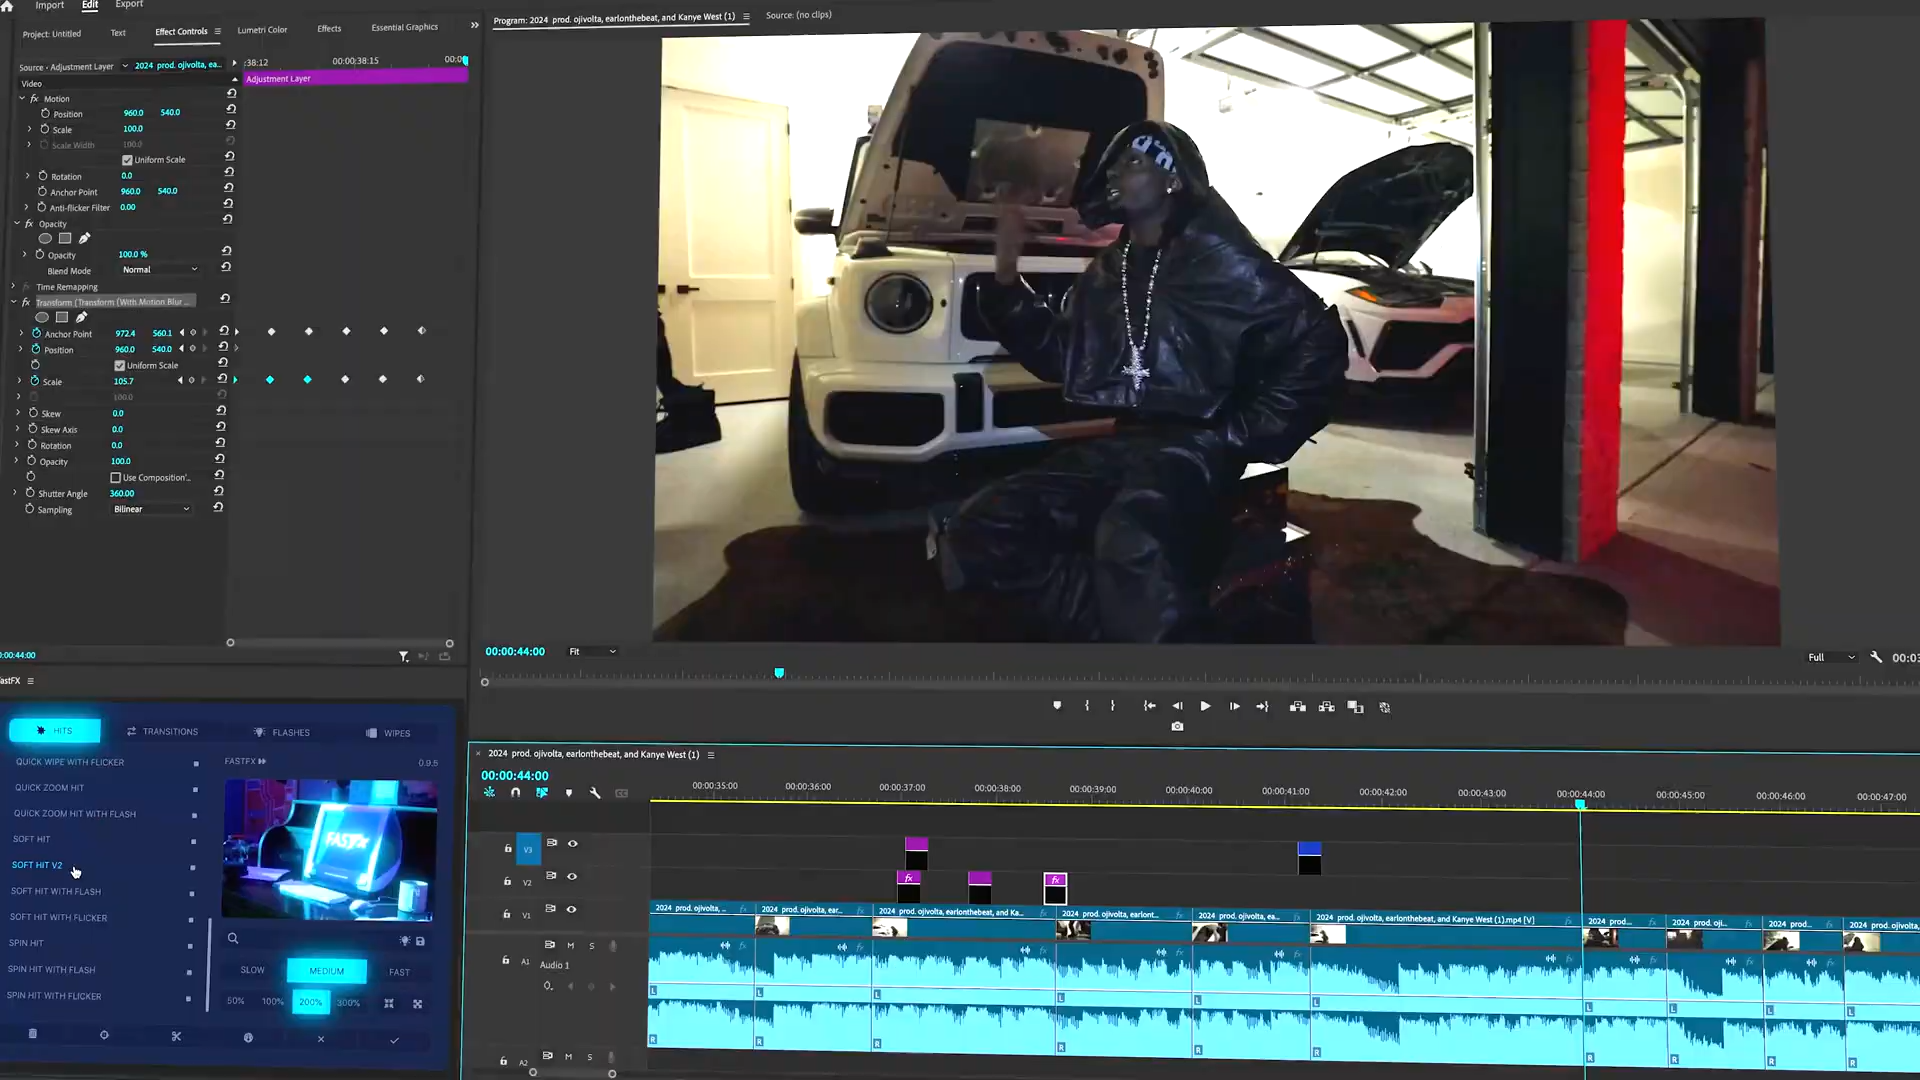 Import Edit Export
Project: Untitled Text Effect Controls Lumetri Color Effects Essential Graphics
Source • Adjustment Layer 2024 prod. ojivolta, ea...
:38:12 00:00:38:15 00:00
Adjustment Layer
Video
fx Motion
Position 960.0 540.0
Scale 100.0
Scale Width 100.0
Uniform Scale
Rotation 0.0
Anchor Point 960.0 540.0
Anti-flicker Filter 0.00
fx Opacity
Opacity 100.0 %
Blend Mode Normal
Time Remapping
fx Transform (Transform (With Motion Blur ...
Anchor Point 972.4 560.1
Position 960.0 540.0
Uniform Scale
Scale 105.7
100.0
Skew 0.0
Skew Axis 0.0
Rotation 0.0
Opacity 100.0
Use Composition'...
Shutter Angle 360.00
Sampling Bilinear
0:00:44:00
Program: 2024 prod. ojivolta, earlonthebeat, and Kanye West (1) Source: (no clips)
00:00:44:00 Fit Full 00:03
FastFX
HITS TRANSITIONS FLASHES WIPES
QUICK WIPE WITH FLICKER
QUICK ZOOM HIT
QUICK ZOOM HIT WITH FLASH
SOFT HIT
SOFT HIT V2
SOFT HIT WITH FLASH
SOFT HIT WITH FLICKER
SPIN HIT
SPIN HIT WITH FLASH
SPIN HIT WITH FLICKER
FASTFX 0.9.5
FASTFX
SLOW MEDIUM FAST
50% 100% 200% 300%
2024 prod. ojivolta, earlonthebeat, and Kanye West (1)
00:00:44:00
00:00:35:00 00:00:36:00 00:00:37:00 00:00:38:00 00:00:39:00 00:00:40:00 00:00:41:00 00:00:42:00 00:00:43:00 00:00:44:00 00:00:45:00 00:00:46:00 00:00:47:00
V3
V2 fx fx
V1 2024 prod. ojivolta, .. 2024 prod. ojivolta, ear... 2024 prod. ojivolta, earlonthebeat, and Ka... 2024 prod. ojivolta, earlont... 2024 prod. ojivolta, ea... 2024 prod. ojivolta, earlonthebeat, and Kanye West (1).mp4 [V] 2024 prod... 2024 prod. oji... 2024 prod. 2024 prod. ojivolta
A1 M S
Audio 1
L L L L L L L L L L
R R R R R R R R R R
A2 M S